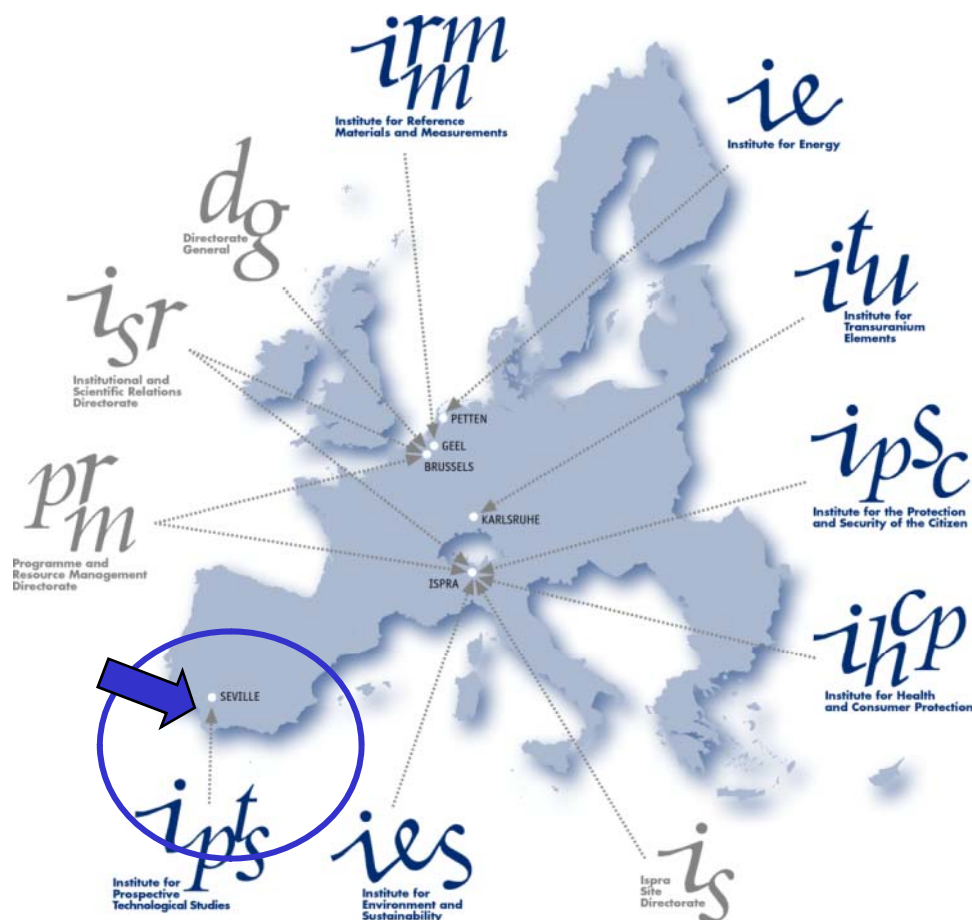 irmm
Institute for Reference
Materials and Measurements
ie
Institute for Energy
dg
Directorate
General
itu
Institute for
Transuranium
Elements
isr
Institutional and
Scientific Relations
Directorate
PETTEN
GEEL
BRUSSELS
ipsc
Institute for the Protection
and Security of the Citizen
prm
Programme and
Resource Management
Directorate
KARLSRUHE
ISPRA
ihcp
Institute for Health
and Consumer Protection
SEVILLE
ipts
Institute for
Prospective
Technological Studies
ies
Institute for
Environment and
Sustainability
is
Ispra
Site
Directorate